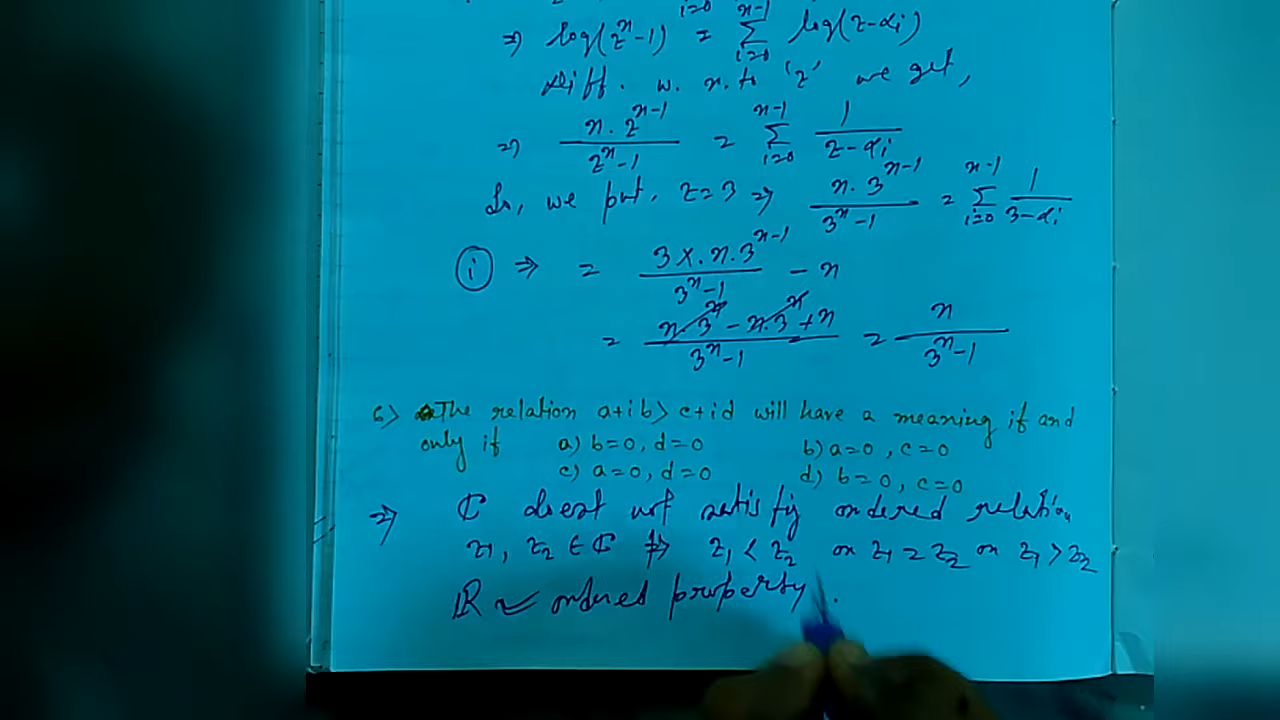 i=0 n-1
⇒ log(z^n-1) = Σ_{i=0}^{n-1} log(z-αi)
Diff. w. r. to 'z' we get,
⇒ n.z^{n-1}/(z^n-1) = Σ_{i=0}^{n-1} 1/(z-αi)
So, we put, z=3 ⇒ n.3^{n-1}/(3^n-1) = Σ_{i=0}^{n-1} 1/(3-αi)
(i) ⇒ = 3×.n.3^{n-1}/(3^n-1) - n
= (n.3^n - n.3^n + n)/(3^n-1) = n/(3^n-1)
6> The relation a+ib> c+id will have a meaning if and
only if a) b=0, d=0 b) a=0, c=0
c) a=0, d=0 d) b=0, c=0
⇒ ℂ does not satisfy ordered relation
z1, z2 ∈ ℂ ⇏ z1 < z2 or z1 = z2 or z1 > z2
ℝ ordered property.